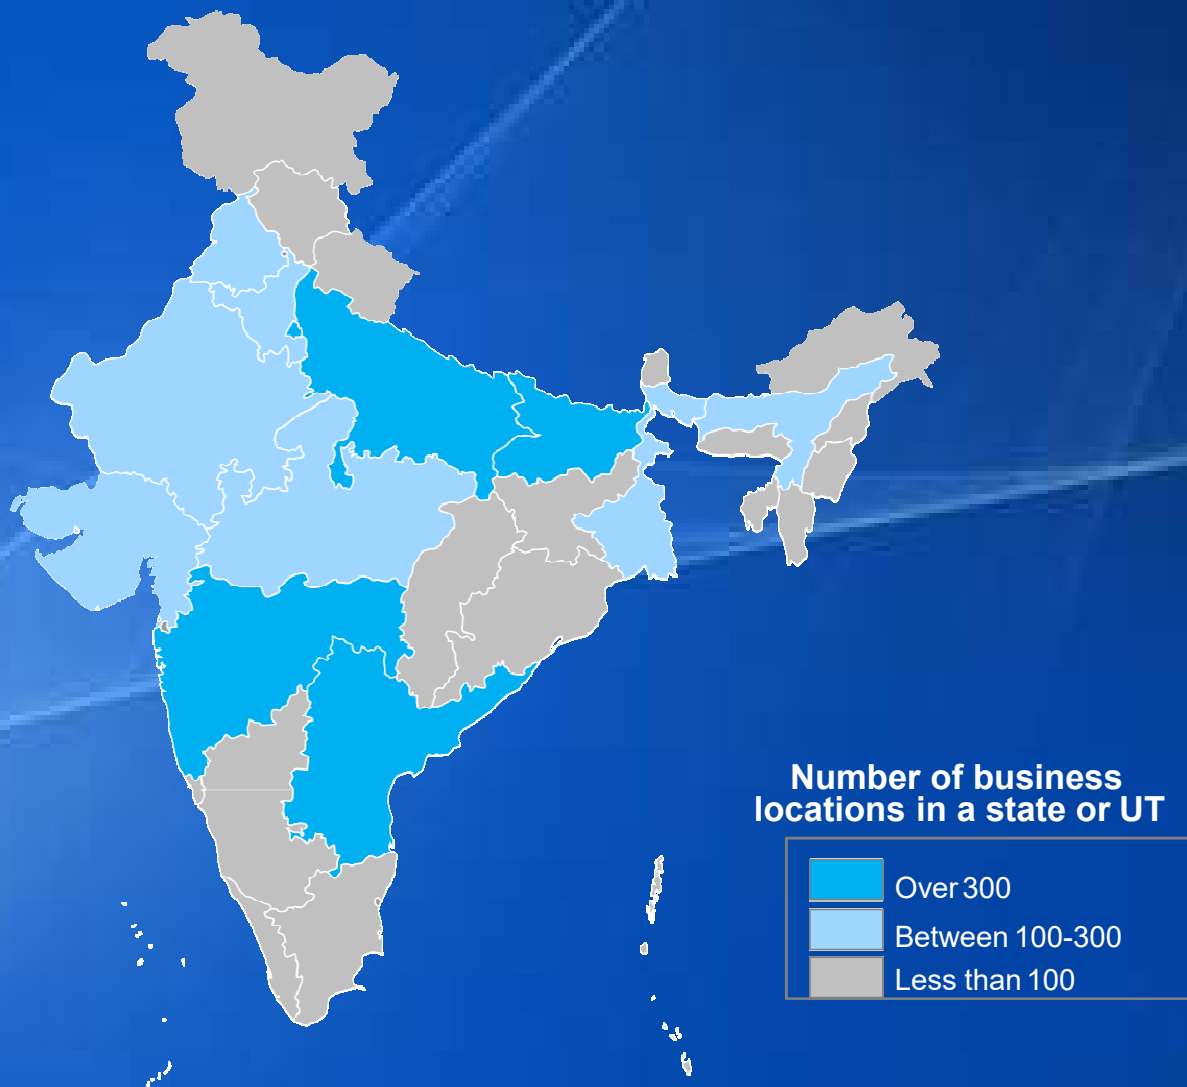 Number of business
locations in a state or UT
Over 300
Between 100-300
Less than 100